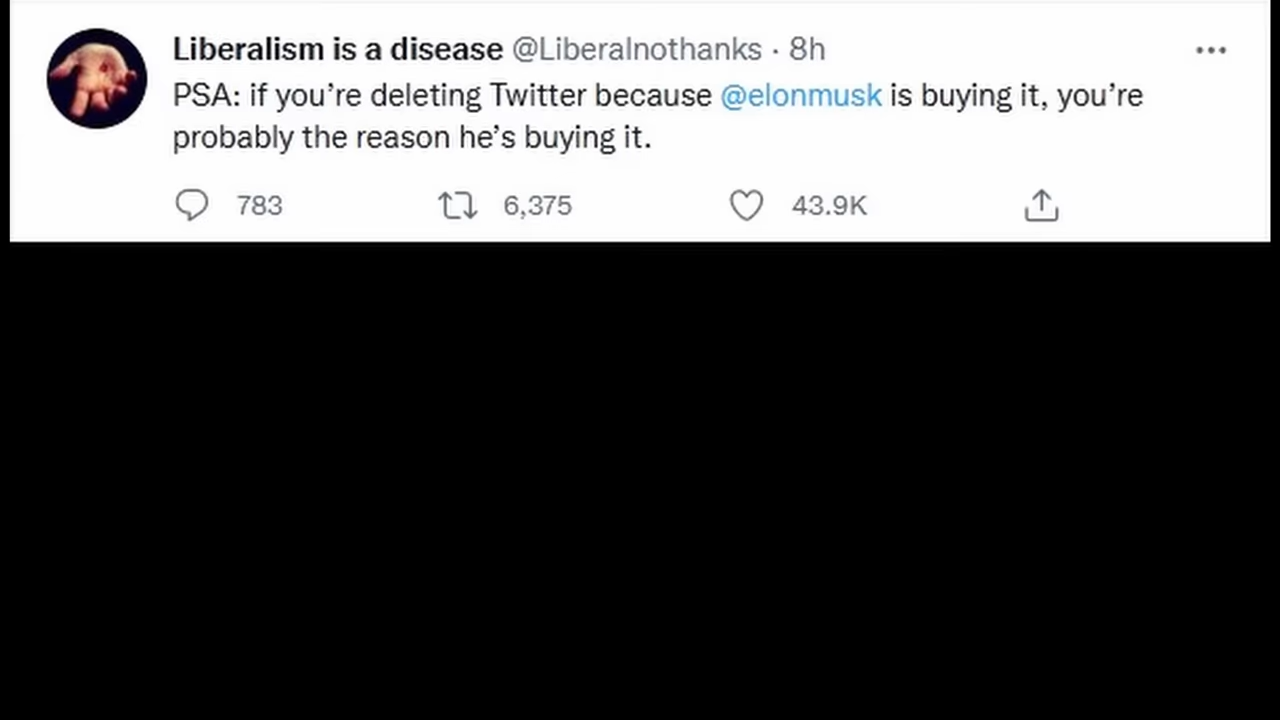 Liberalism is a disease @Liberalnothanks · 8h
PSA: if you’re deleting Twitter because @elonmusk is buying it, you’re
probably the reason he’s buying it.
783 6,375 43.9K